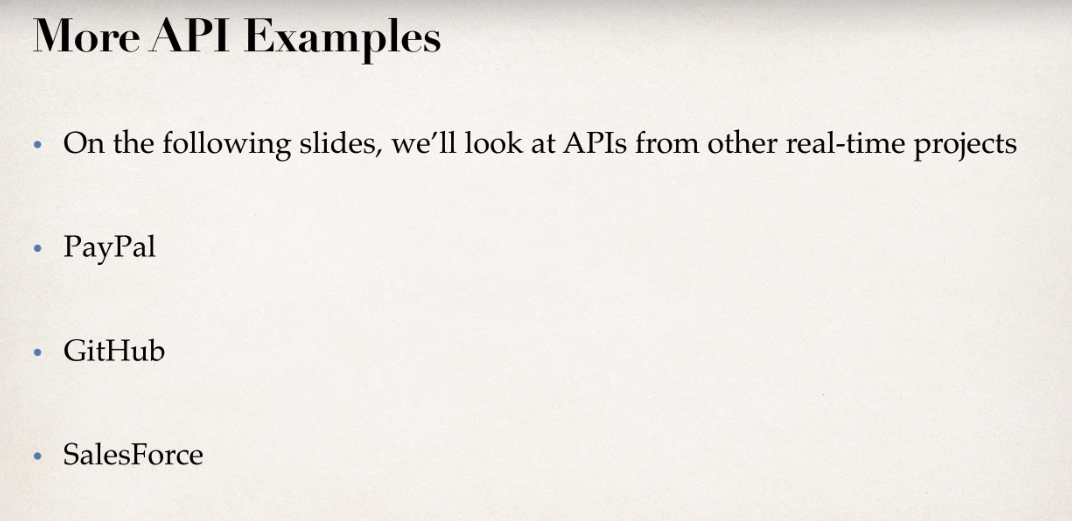 More API Examples
• On the following slides, we’ll look at APIs from other real-time projects
• PayPal
• GitHub
• SalesForce